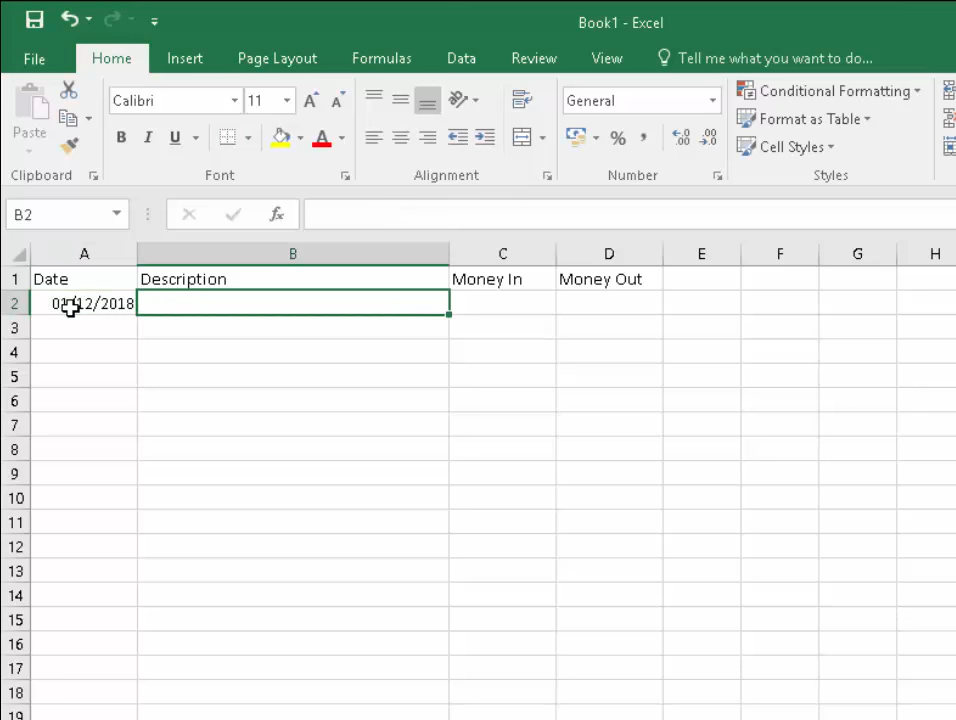 Book1 - Excel
File Home Insert Page Layout Formulas Data Review View Tell me what you want to do...
Paste Calibri 11 General Conditional Formatting
B I U A % Format as Table
Cell Styles
Clipboard Font Alignment Number Styles
B2 fx
A B C D E F G H
1 Date Description Money In Money Out
2 01/12/2018
3
4
5
6
7
8
9
10
11
12
13
14
15
16
17
18
19